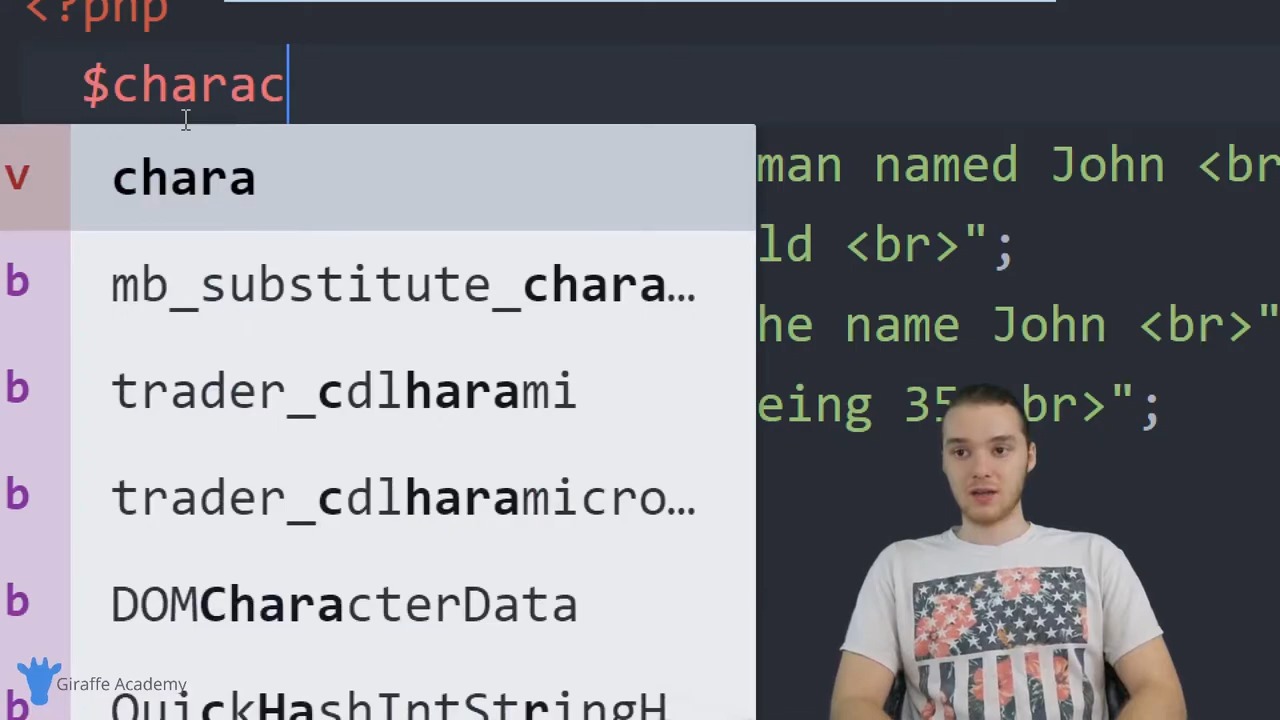 <?php
$charac
v chara
man named John <br
b mb_substitute_chara…
ld <br>";
he name John <br>"
b trader_cdlharami
eing 35 br>";
b trader_cdlharamicro…
b DOMCharacterData
b QuickHashIntStringH
Giraffe Academy